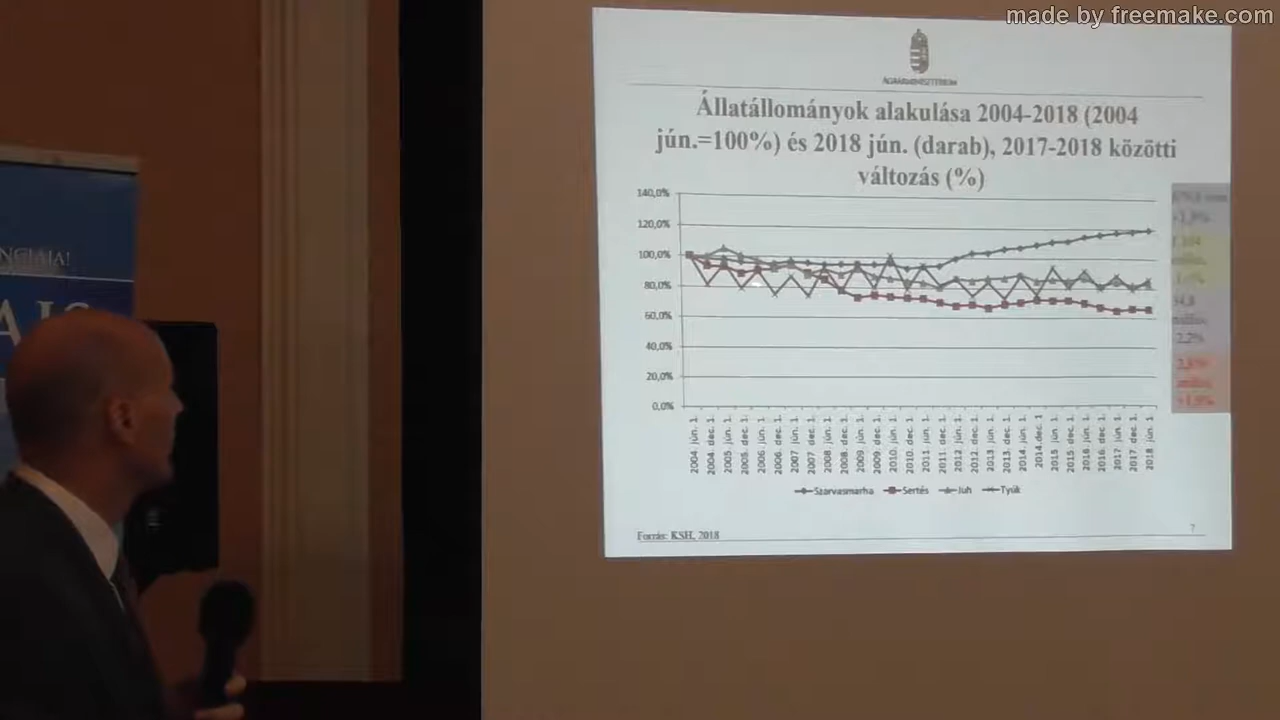 made by freemake.com
AGRÁRMINISZTÉRIUM
Állatállományok alakulása 2004-2018 (2004
jún.=100%) és 2018 jún. (darab), 2017-2018 közötti
változás (%)
140,0%
120,0%
100,0%
80,0%
60,0%
40,0%
20,0%
0,0%
2004. jún. 1.
2004. dec. 1.
2005. jún. 1.
2005. dec. 1.
2006. jún. 1.
2006. dec. 1.
2007. jún. 1.
2007. dec. 1.
2008. jún. 1.
2008. dec. 1.
2009. jún. 1.
2009. dec. 1.
2010. jún. 1.
2010. dec. 1.
2011. jún. 1.
2011. dec. 1.
2012. jún. 1.
2012. dec. 1.
2013. jún. 1.
2013. dec. 1.
2014. jún. 1.
2014.dec. 1
2015. jún. 1.
2015. dec. 1.
2016. jún. 1.
2016. dec. 1.
2017. jún. 1.
2017. dec. 1.
2018. jún. 1.
2,2%
Szarvasmarha Sertés Juh Tyúk
Forrás: KSH, 2018
7